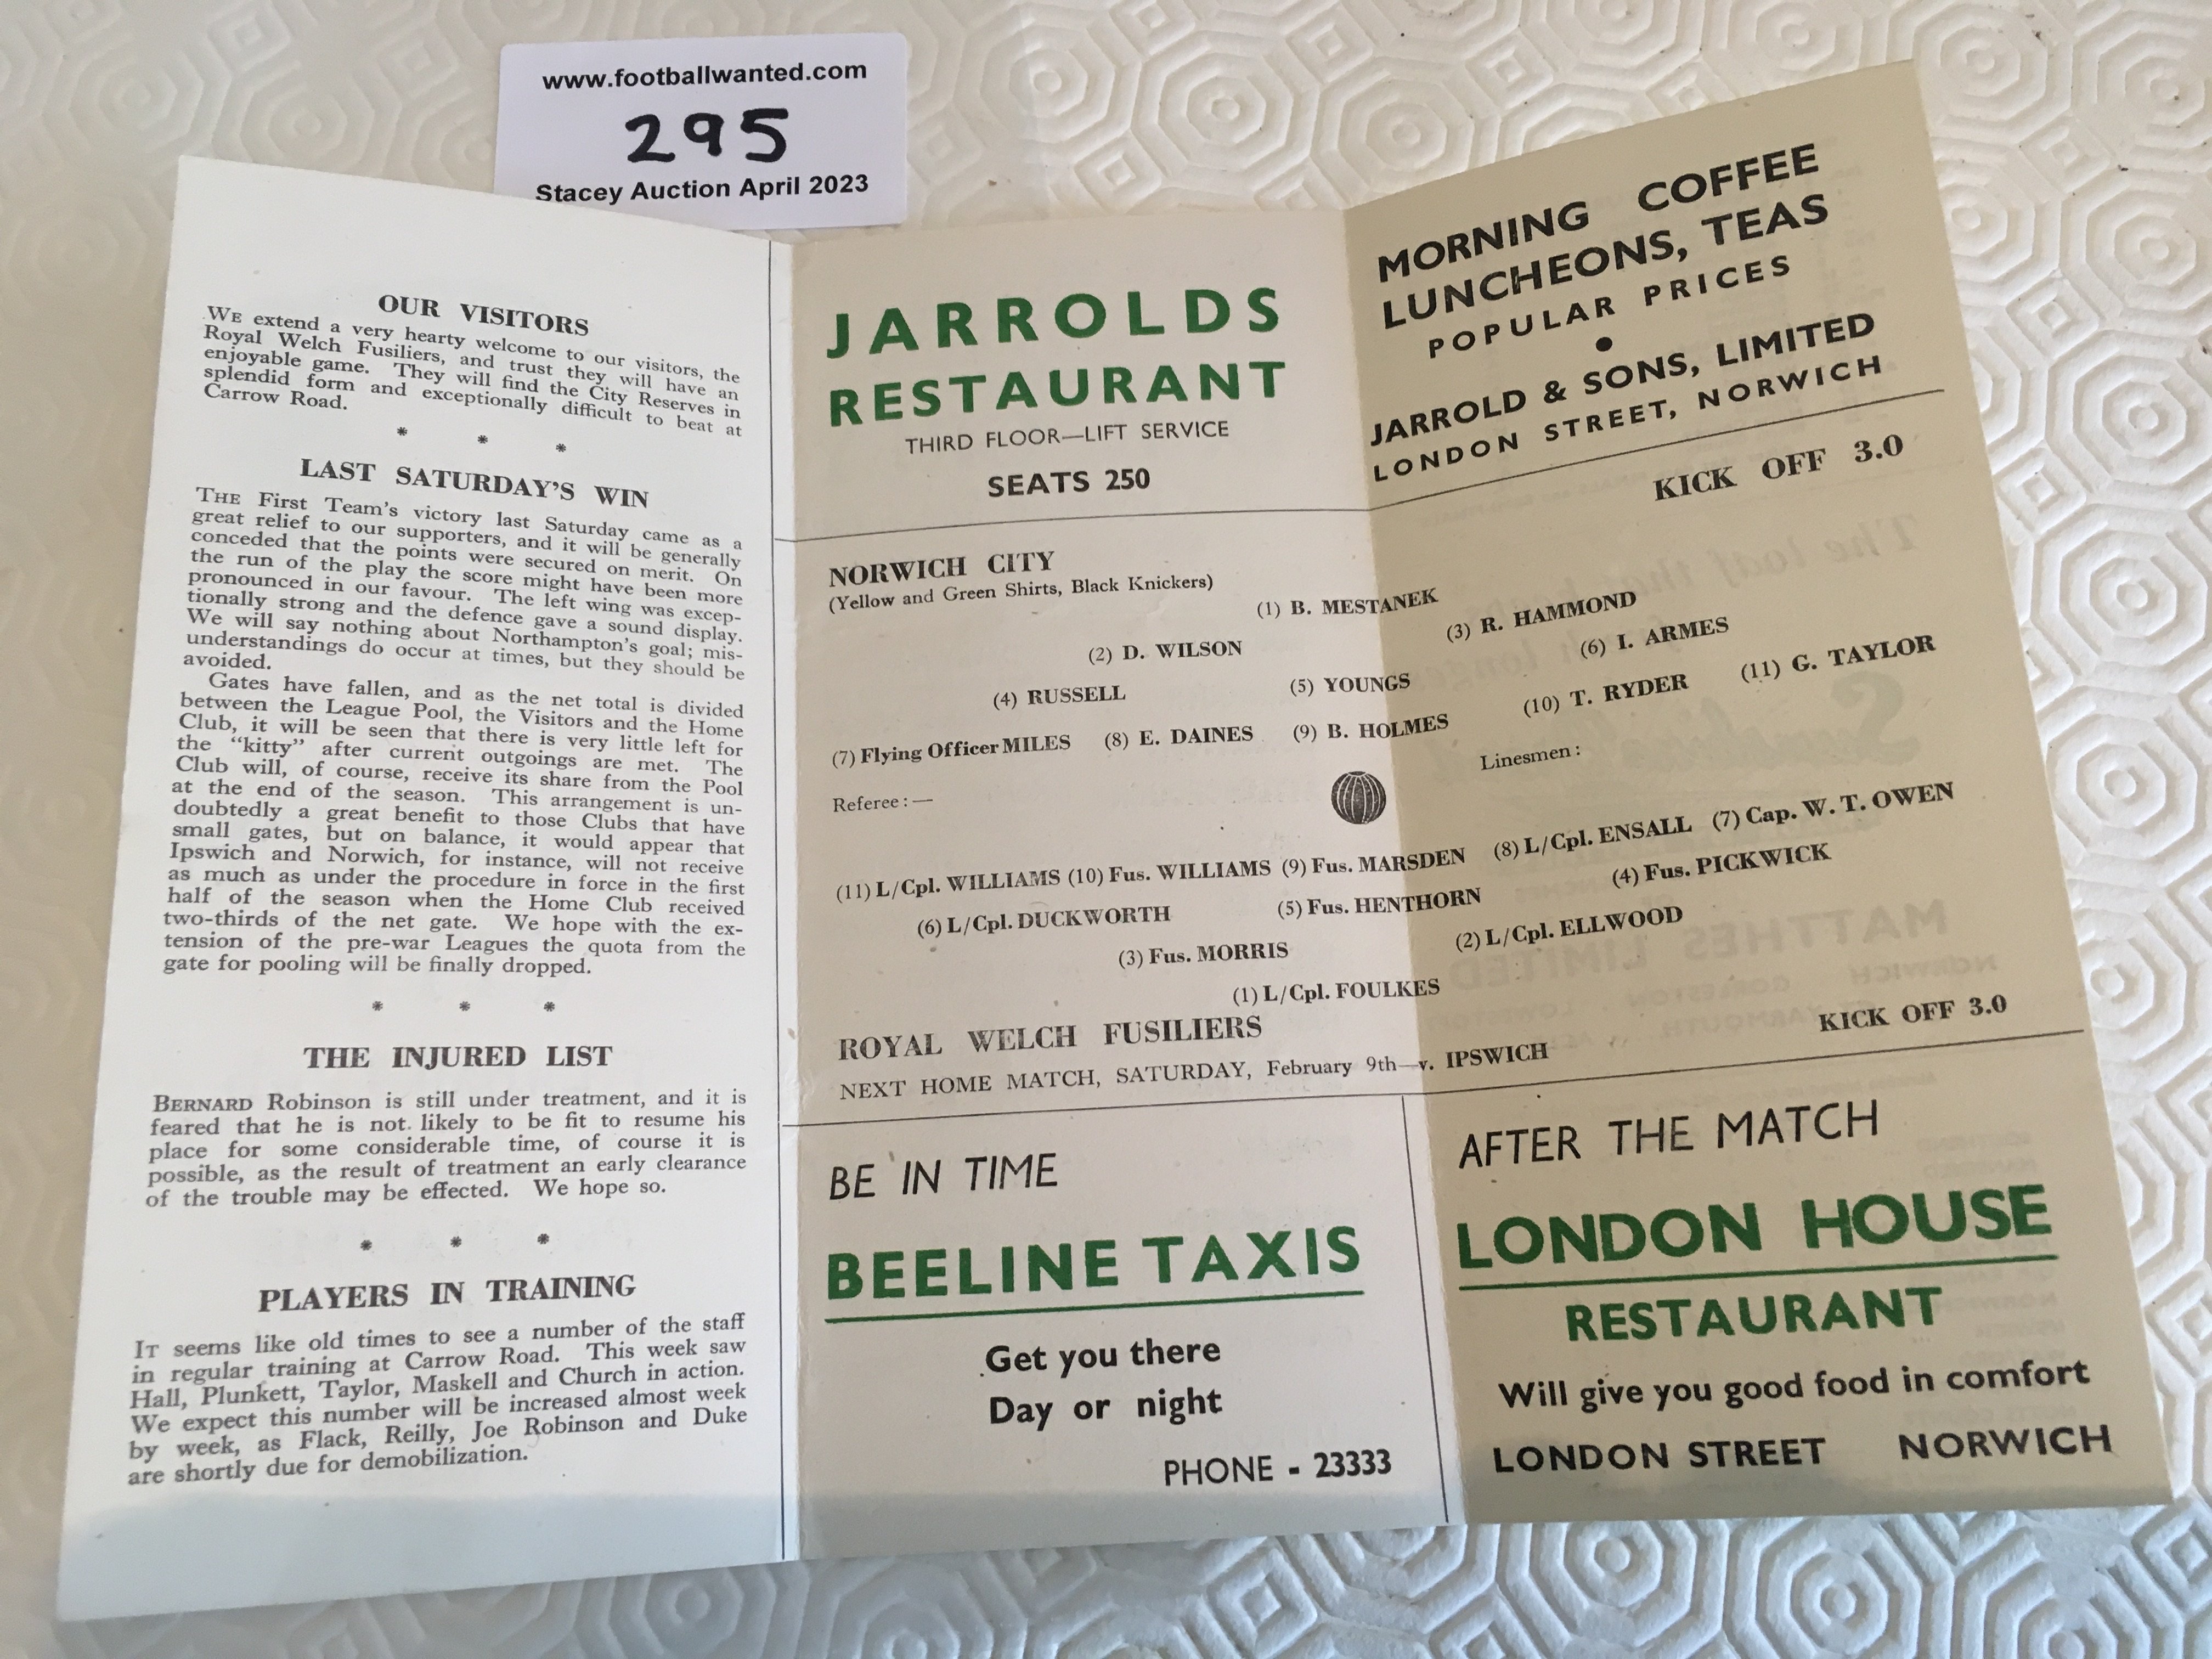 www.footballwanted.com
295
Stacey Auction April 2023
OUR VISITORS
WE extend a very hearty welcome to our visitors, the
Royal Welch Fusiliers, and trust they will have an
enjoyable game. They will find the City Reserves in
splendid form and exceptionally difficult to beat at
Carrow Road.
* * *
LAST SATURDAY'S WIN
THE First Team's victory last Saturday came as a
great relief to our supporters, and it will be generally
conceded that the points were secured on merit. On
the run of the play the score might have been more
pronounced in our favour. The left wing was excep-
tionally strong and the defence gave a sound display.
We will say nothing about Northampton's goal; mis-
understandings do occur at times, but they should be
avoided.
Gates have fallen, and as the net total is divided
between the League Pool, the Visitors and the Home
Club, it will be seen that there is very little left for
the "kitty" after current outgoings are met. The
Club will, of course, receive its share from the Pool
at the end of the season. This arrangement is un-
doubtedly a great benefit to those Clubs that have
small gates, but on balance, it would appear that
Ipswich and Norwich, for instance, will not receive
as much as under the procedure in force in the first
half of the season when the Home Club received
two-thirds of the net gate. We hope with the ex-
tension of the pre-war Leagues the quota from the
gate for pooling will be finally dropped.
* * *
THE INJURED LIST
BERNARD Robinson is still under treatment, and it is
feared that he is not likely to be fit to resume his
place for some considerable time, of course it is
possible, as the result of treatment an early clearance
of the trouble may be effected. We hope so.
* * *
PLAYERS IN TRAINING
IT seems like old times to see a number of the staff
in regular training at Carrow Road. This week saw
Hall, Plunkett, Taylor, Maskell and Church in action.
We expect this number will be increased almost week
by week, as Flack, Reilly, Joe Robinson and Duke
are shortly due for demobilization.
JARROLDS
RESTAURANT
THIRD FLOOR—LIFT SERVICE
SEATS 250
MORNING COFFEE
LUNCHEONS, TEAS
POPULAR PRICES
JARROLD & SONS, LIMITED
LONDON STREET, NORWICH
KICK OFF 3.0
NORWICH CITY
(Yellow and Green Shirts, Black Knickers)
(1) B. MESTANEK
(2) D. WILSON (3) R. HAMMOND
(4) RUSSELL (5) YOUNGS (6) I. ARMES
(7) Flying Officer MILES (8) E. DAINES (9) B. HOLMES (10) T. RYDER (11) G. TAYLOR
Referee:— Linesmen:
(11) L/Cpl. WILLIAMS (10) Fus. WILLIAMS (9) Fus. MARSDEN (8) L/Cpl. ENSALL (7) Cap. W. T. OWEN
(6) L/Cpl. DUCKWORTH (5) Fus. HENTHORN (4) Fus. PICKWICK
(3) Fus. MORRIS (2) L/Cpl. ELLWOOD
(1) L/Cpl. FOULKES
ROYAL WELCH FUSILIERS
NEXT HOME MATCH, SATURDAY, February 9th—v. IPSWICH KICK OFF 3.0
BE IN TIME
BEELINE TAXIS
Get you there
Day or night
PHONE - 23333
AFTER THE MATCH
LONDON HOUSE
RESTAURANT
Will give you good food in comfort
LONDON STREET NORWICH